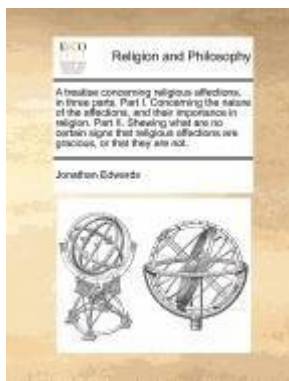 ECCO
Religion and Philosophy
A treatise concerning religious affections,
in three parts. Part I. Concerning the nature
of the affections, and their importance in
religion. Part II. Shewing what are no
certain signs that religious affections are
gracious, or that they are not.
Jonathan Edwards